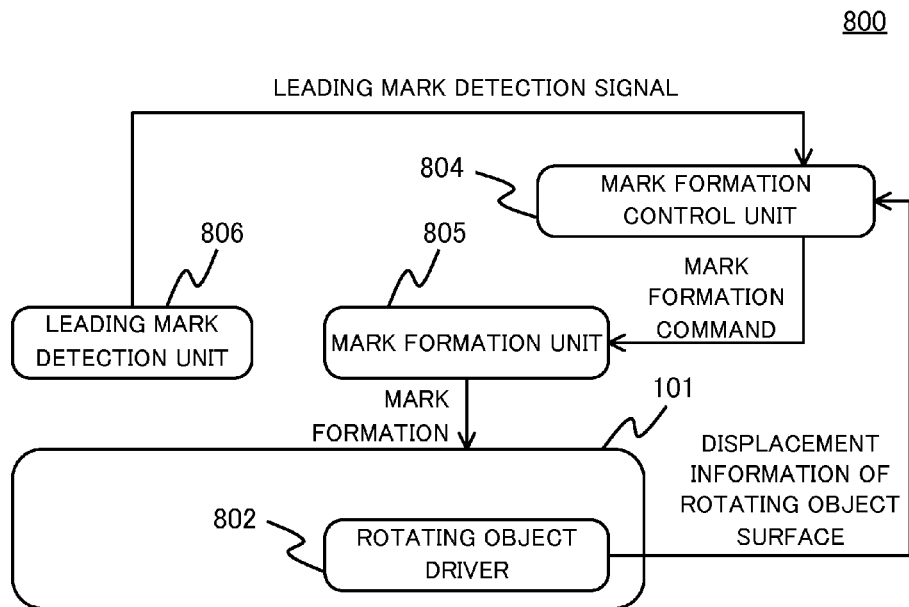 800
LEADING MARK DETECTION SIGNAL
804
MARK FORMATION
CONTROL UNIT
806
805
MARK
FORMATION
COMMAND
LEADING MARK
DETECTION UNIT
MARK FORMATION UNIT
MARK
FORMATION
101
DISPLACEMENT
INFORMATION OF
ROTATING OBJECT
SURFACE
802
ROTATING OBJECT
DRIVER